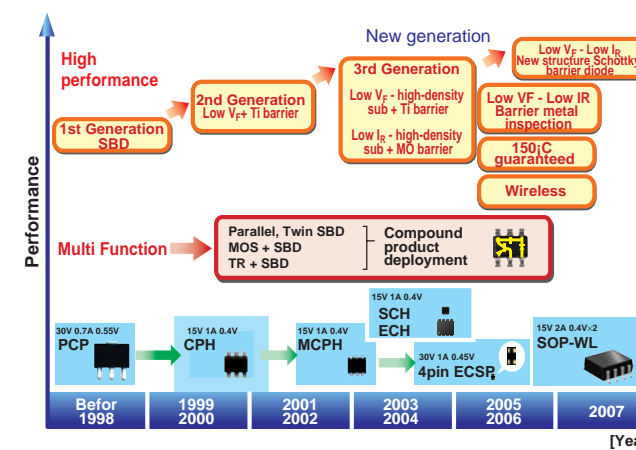 New generation
High
performance
1st Generation
SBD
2nd Generation
Low VF+ Ti barrier
3rd Generation
Low VF - high-density
sub + Ti barrier
Low IR - high-density
sub + MO barrier
Low VF - Low IR
New structure Schottky
barrier diode
Low VF - Low IR
Barrier metal
inspection
150¡C
guaranteed
Wireless
Performance
Multi Function
Parallel, Twin SBD
MOS + SBD
TR + SBD
Compound
product
deployment
30V 0.7A 0.55V
PCP
15V 1A 0.4V
CPH
15V 1A 0.4V
MCPH
15V 1A 0.4V
SCH
ECH
30V 1A 0.45V
4pin ECSP
15V 2A 0.4V×2
SOP-WL
Befor
1998
1999
2000
2001
2002
2003
2004
2005
2006
2007
[Yea